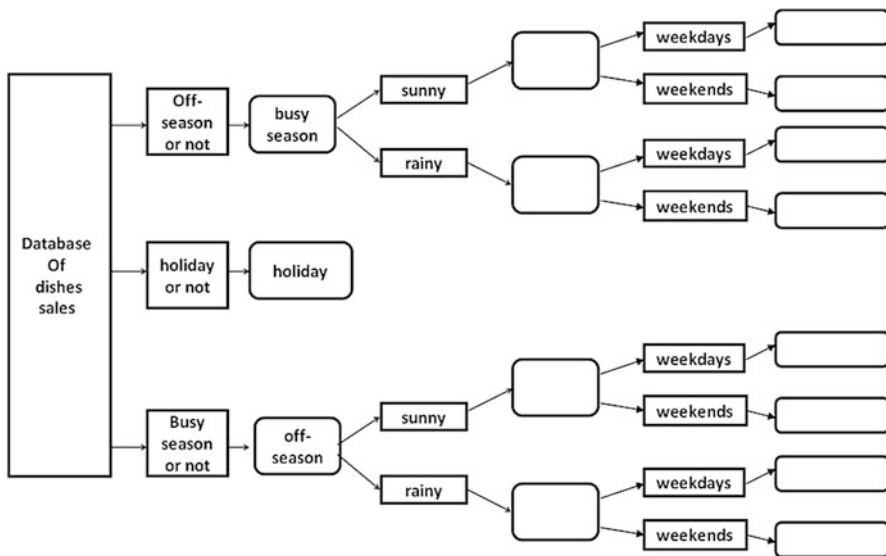 Database
Of
dishes
sales
Off-
season
or not
busy
season
sunny
rainy
weekdays
weekends
weekdays
weekends
holiday
or not
holiday
Busy
season
or not
off-
season
sunny
rainy
weekdays
weekends
weekdays
weekends